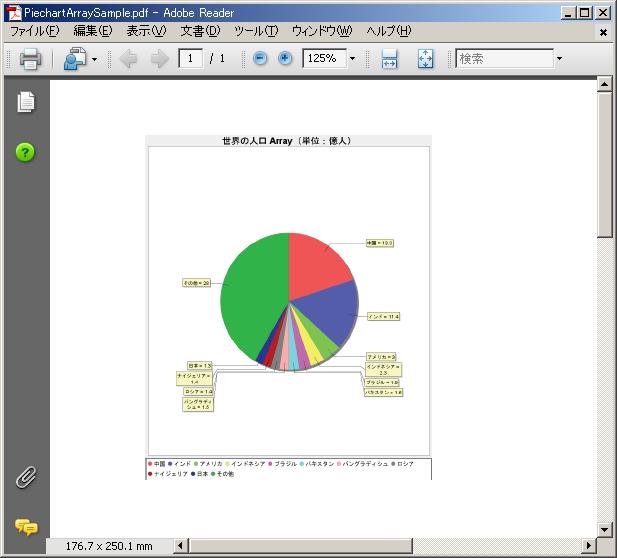 PiechartArraySample.pdf - Adobe Reader
ファイル(F) 編集(E) 表示(V) 文書(D) ツール(T) ウィンドウ(W) ヘルプ(H)
1 / 1 125% 検索
世界の人口 Array（単位：億人）
中国 = 13.3
その他 = 28
インド = 11.4
アメリカ = 3
日本 = 1.3
インドネシア =
2.3
ナイジェリア =
1.4
ブラジル = 1.9
ロシア = 1.4
パキスタン = 1.6
バングラディ
シュ = 1.5
中国 インド アメリカ インドネシア ブラジル パキスタン バングラディシュ ロシア
ナイジェリア 日本 その他
176.7 x 250.1 mm